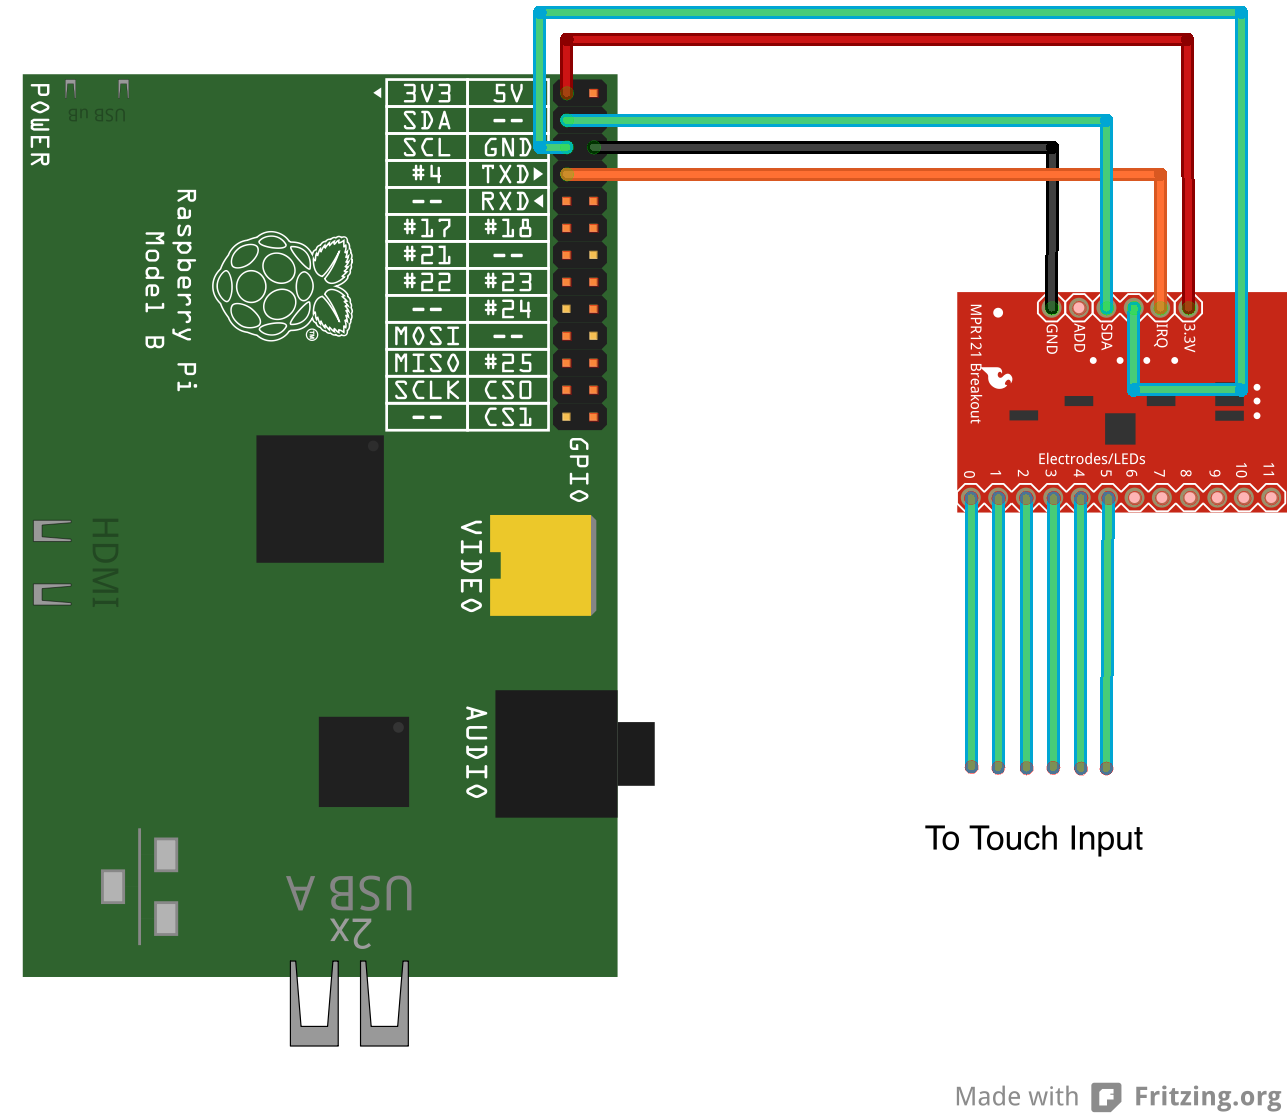 POWER
USB uB
3V3 5V
SDA --
SCL GND
#4 TXD
-- RXD
#17 #18
#21 --
#22 #23
-- #24
MOSI --
MISO #25
SCLK CS0
-- CS1
Raspberry Pi
Model B
TM
GPIO
HDMI
VIDEO
AUDIO
USB A
2x
MPR121 Breakout
GND
ADD
SDA
IRQ
3.3V
Electrodes/LEDs
0 1 2 3 4 5 6 7 8 9 10 11
To Touch Input
Made with Fritzing.org